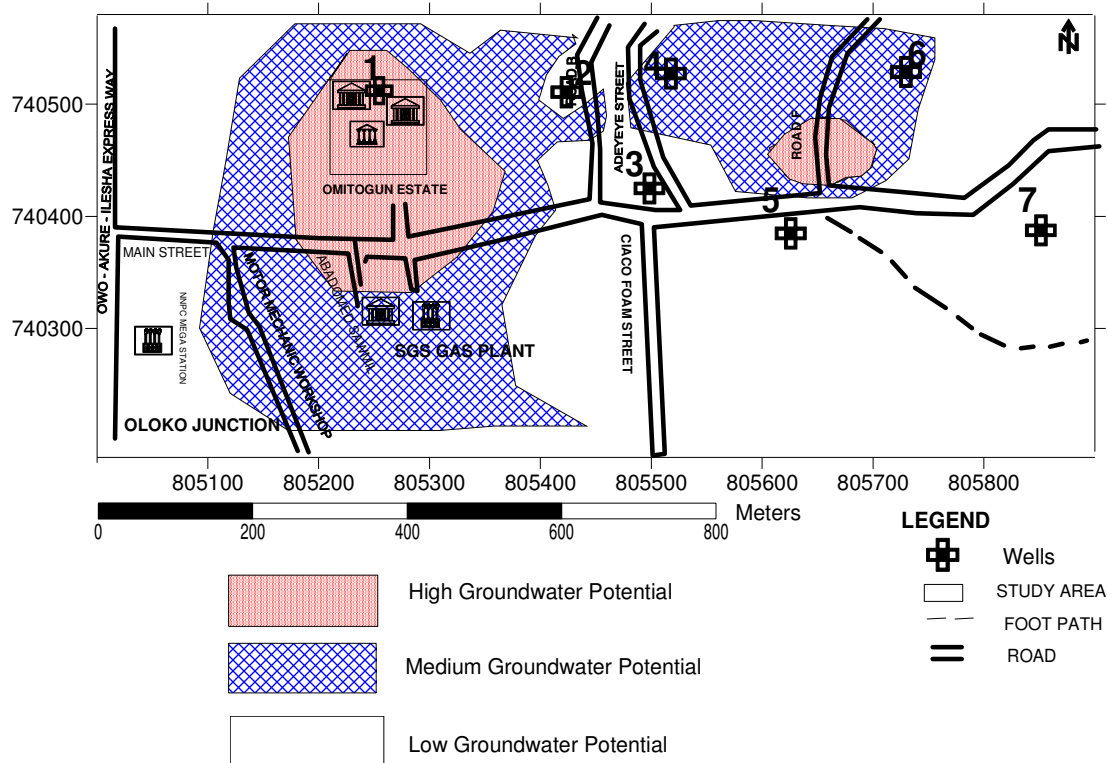 N
1
2
4
6
740500
ROAD F
OWO - AKURE - ILESHA EXPRESS WAY
ADEYEYE STREET
3
OMITOGUN ESTATE
740400
5
7
MAIN STREET
MOTOR MECHANIC WORKSHOP
CIACO FOAM STREET
NNPC MEGA STATION
740300
SGS GAS PLANT
OLOKO JUNCTION
805100 805200 805300 805400 805500 805600 805700 805800
Meters
0 200 400 600 800
LEGEND
Wells
STUDY AREA
FOOT PATH
ROAD
High Groundwater Potential
Medium Groundwater Potential
Low Groundwater Potential